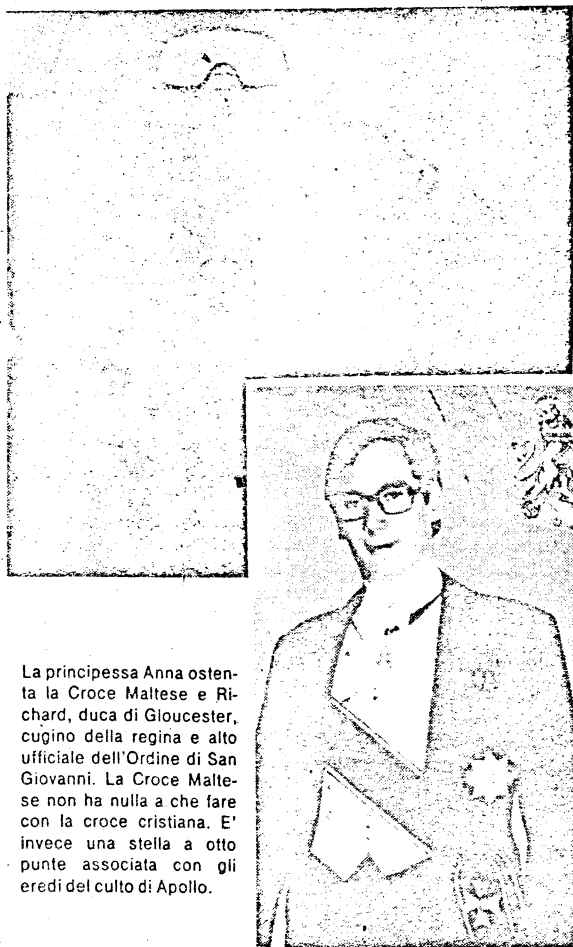 La principessa Anna osten-
ta la Croce Maltese e Ri-
chard, duca di Gloucester,
cugino della regina e alto
ufficiale dell'Ordine di San
Giovanni. La Croce Malte-
se non ha nulla a che fare
con la croce cristiana. E'
invece una stella a otto
punte associata con gli
eredi del culto di Apollo.